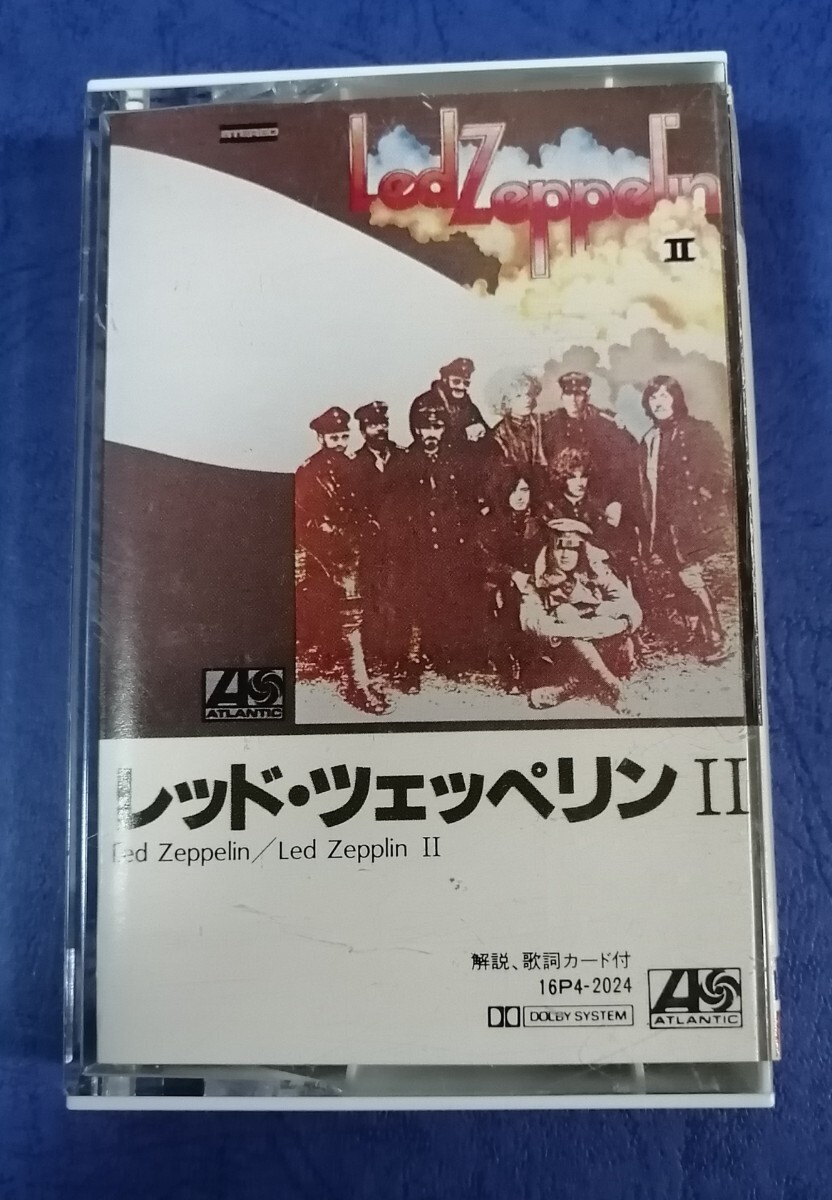 STEREO
Led Zeppelin
II
ATLANTIC
レッド・ツェッペリン II
Led Zeppelin／Led Zepplin II
解説、歌詞カード付
16P4-2024
DOLBY SYSTEM
ATLANTIC